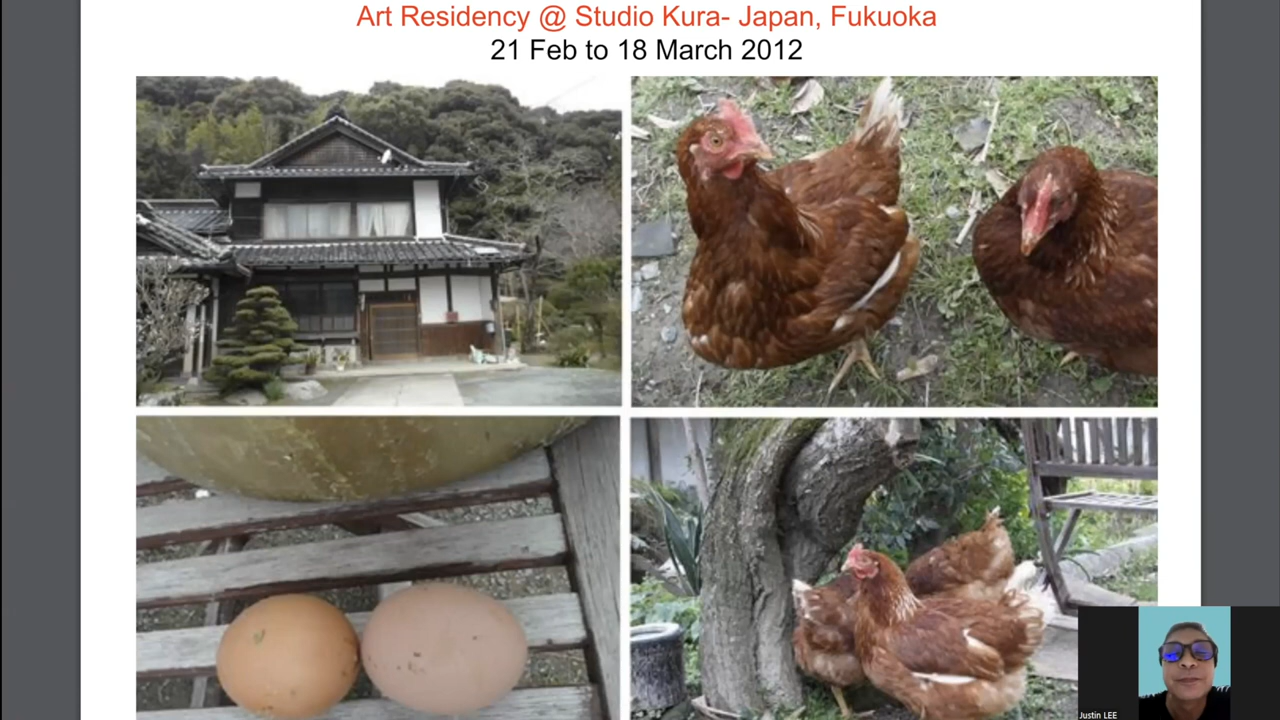 Art Residency @ Studio Kura- Japan, Fukuoka
21 Feb to 18 March 2012
Justin LEE